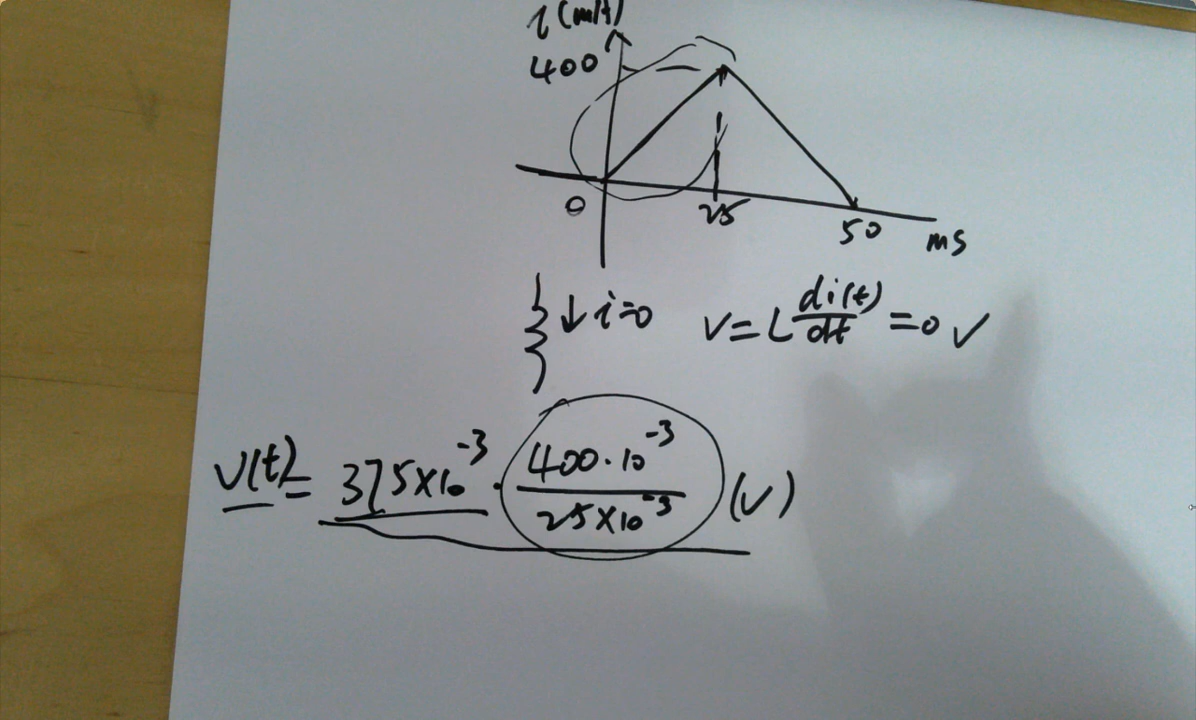 i (mA)
400
0 25 50 ms
↓ i=0 v = L di(t)/dt = 0 ✓
v(t) = 375×10⁻³ · 400·10⁻³ / 25×10⁻³ (V)